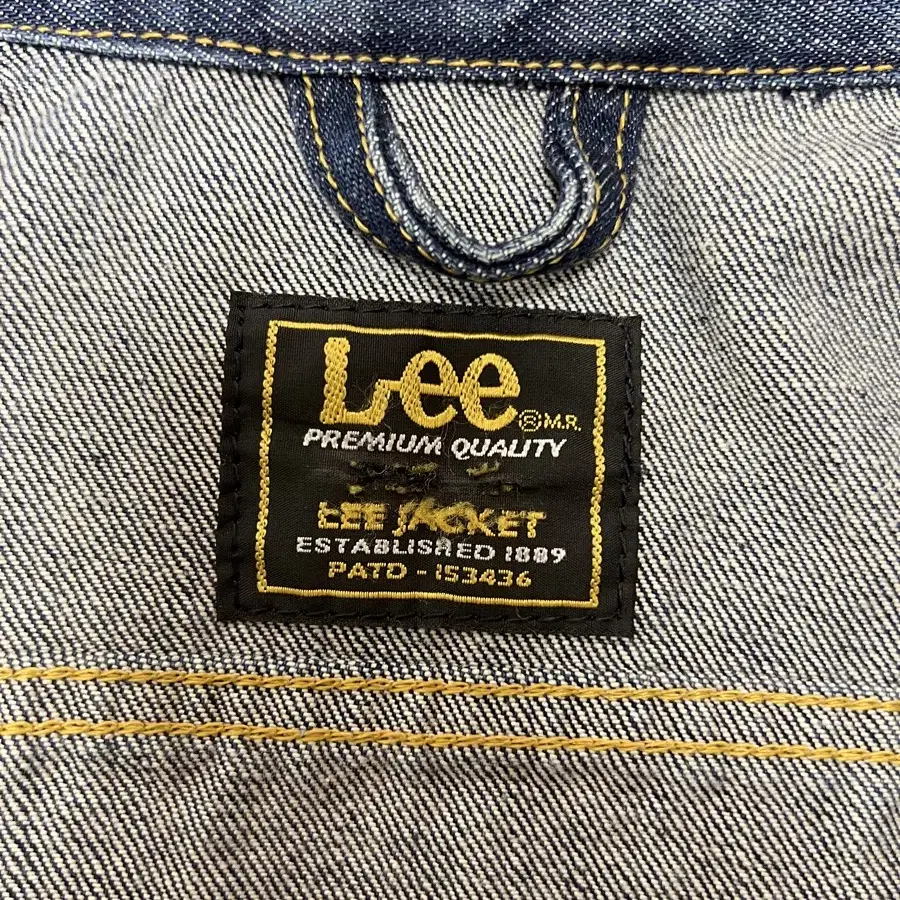 Lee
® M.R.
PREMIUM QUALITY
LEE JACKET
ESTABLISHED 1889
PATD - 153436